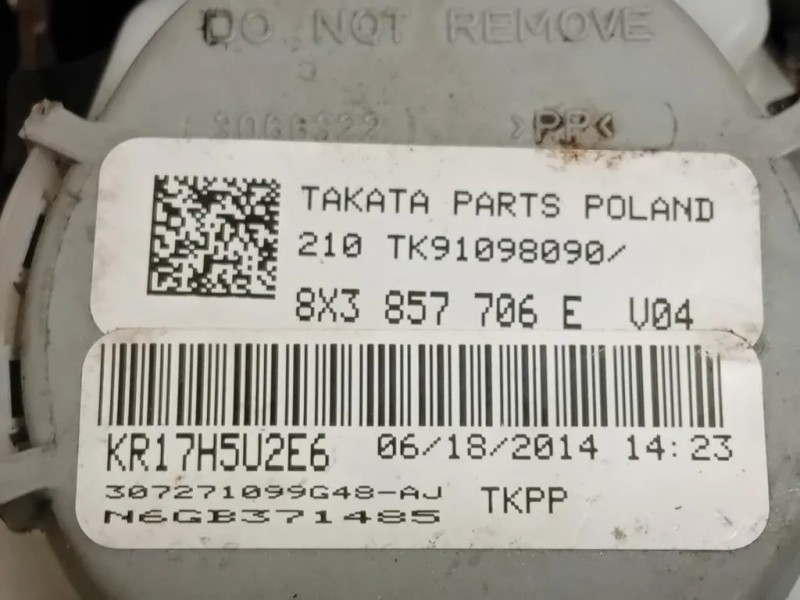 DO NOT REMOVE
3066322 >PP<
TAKATA PARTS POLAND
210 TK91098090/
8X3 857 706 E V04
KR17H5U2E6 06/18/2014 14:23
307271099G48-AJ TKPP
N6GB371485